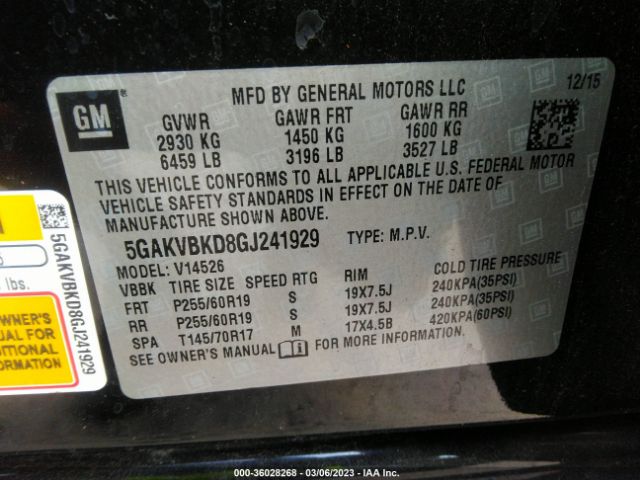 GM
®
MFD BY GENERAL MOTORS LLC
12/15
GVWR GAWR FRT GAWR RR
2930 KG 1450 KG 1600 KG
6459 LB 3196 LB 3527 LB
THIS VEHICLE CONFORMS TO ALL APPLICABLE U.S. FEDERAL MOTOR
VEHICLE SAFETY STANDARDS IN EFFECT ON THE DATE OF
MANUFACTURE SHOWN ABOVE.
5GAKVBKD8GJ241929 TYPE: M.P.V.
MODEL: V14526
VBBK TIRE SIZE SPEED RTG RIM COLD TIRE PRESSURE
FRT P255/60R19 S 19X7.5J 240KPA(35PSI)
RR P255/60R19 S 19X7.5J 240KPA(35PSI)
SPA T145/70R17 M 17X4.5B 420KPA(60PSI)
SEE OWNER'S MANUAL FOR MORE INFORMATION.
lbs.
OWNER'S
UAL FOR
DITIONAL
RMATION
5GAKVBKD8GJ241929
000-36028268 - 03/06/2023 - IAA Inc.